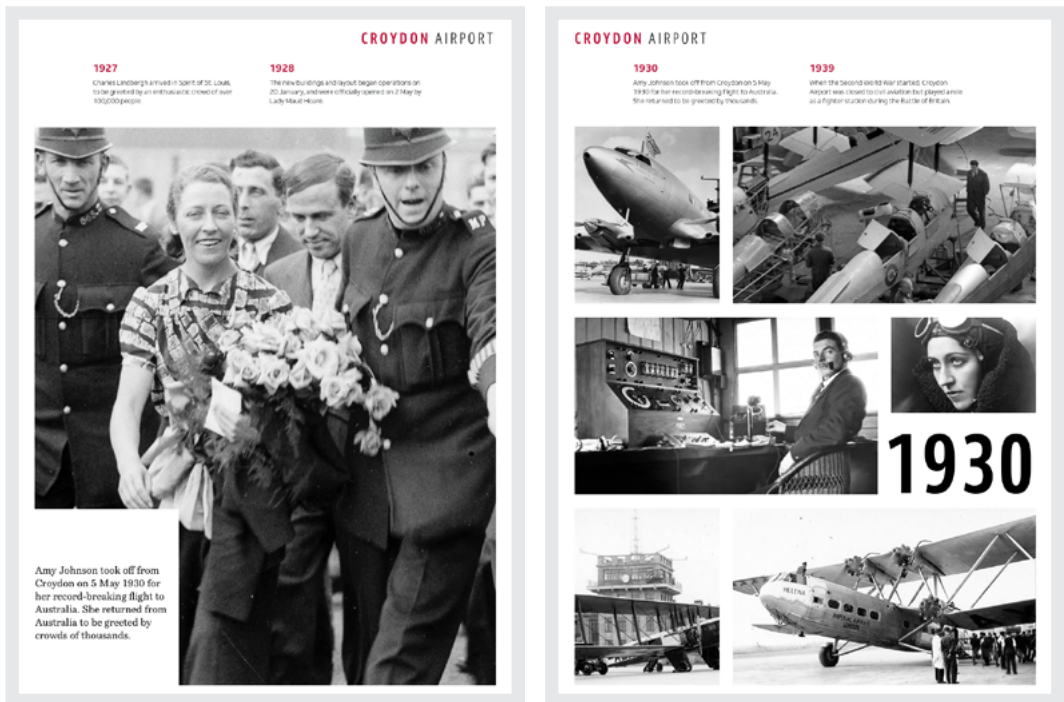 CROYDON AIRPORT
1927
Charles Lindbergh arrived in Spirit of St. Louis,
to be greeted by an enthusiastic crowd of over
100,000 people.
1928
The new buildings and layout began operations on
20 January, and were officially opened on 2 May by
Lady Maud Hoare.
MP
Amy Johnson took off from
Croydon on 5 May 1930 for
her record-breaking flight to
Australia. She returned from
Australia to be greeted by
crowds of thousands.
CROYDON AIRPORT
1930
Amy Johnson took off from Croydon on 5 May
1930 for her record-breaking flight to Australia.
She returned to be greeted by thousands.
1939
When the Second World War started, Croydon
Airport was closed to civil aviation but played a role
as a fighter station during the Battle of Britain.
24
1930
HELENA
IMPERIAL AIRWAYS
LONDON